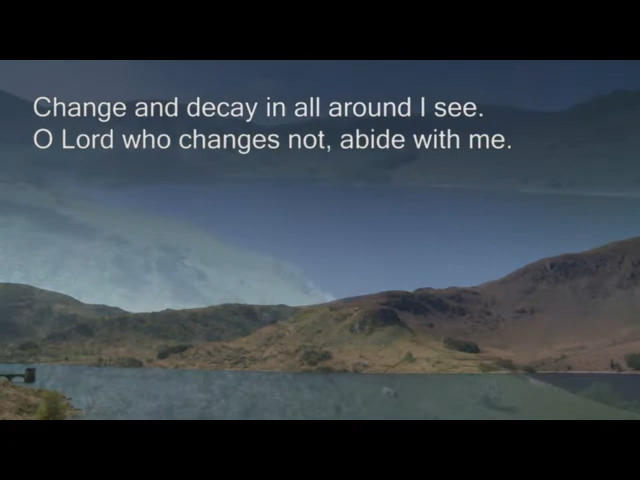 Change and decay in all around I see.
O Lord who changes not, abide with me.